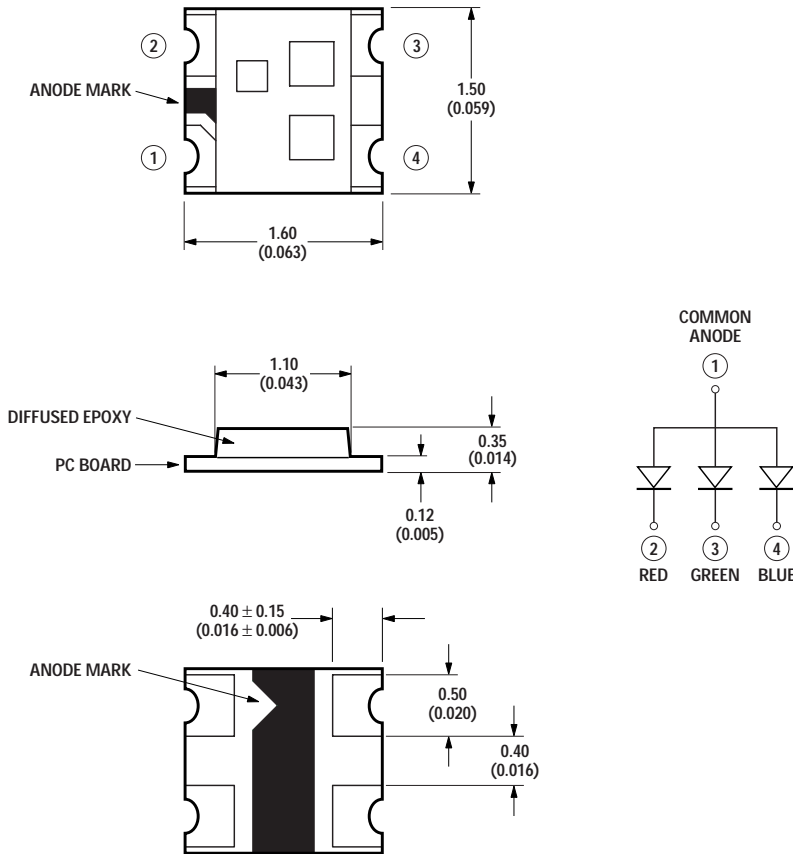 2
3
ANODE MARK
1.50
(0.059)
1
4
1.60
(0.063)
COMMON
ANODE
1
1.10
(0.043)
DIFFUSED EPOXY
0.35
(0.014)
PC BOARD
0.12
(0.005)
2
3
4
RED
GREEN
BLUE
0.40 ± 0.15
(0.016 ± 0.006)
ANODE MARK
0.50
(0.020)
0.40
(0.016)